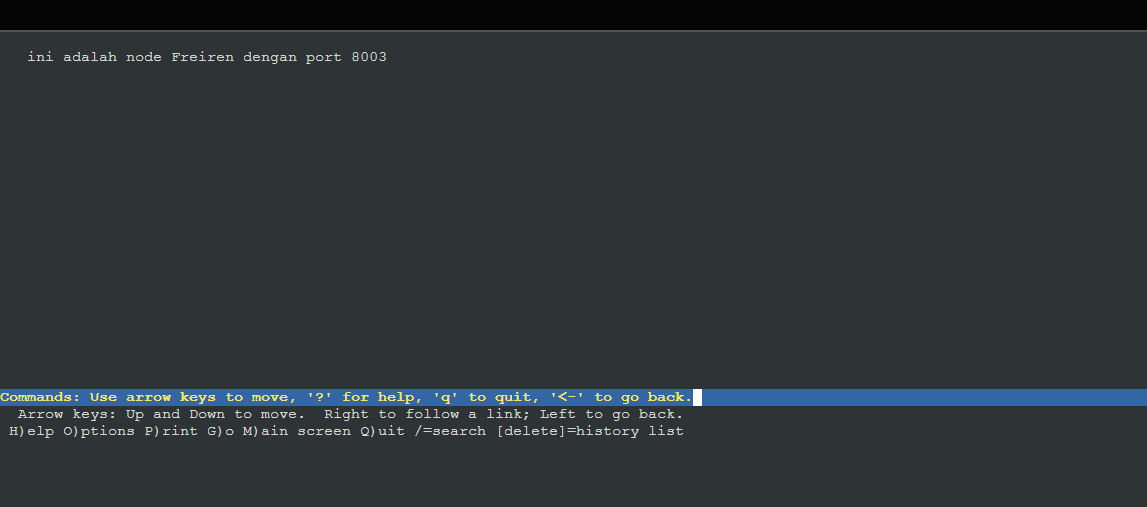 ini adalah node Freiren dengan port 8003
Commands: Use arrow keys to move, '?' for help, 'q' to quit, '<-' to go back.
Arrow keys: Up and Down to move.  Right to follow a link; Left to go back.
H)elp O)ptions P)rint G)o M)ain screen Q)uit /=search [delete]=history list